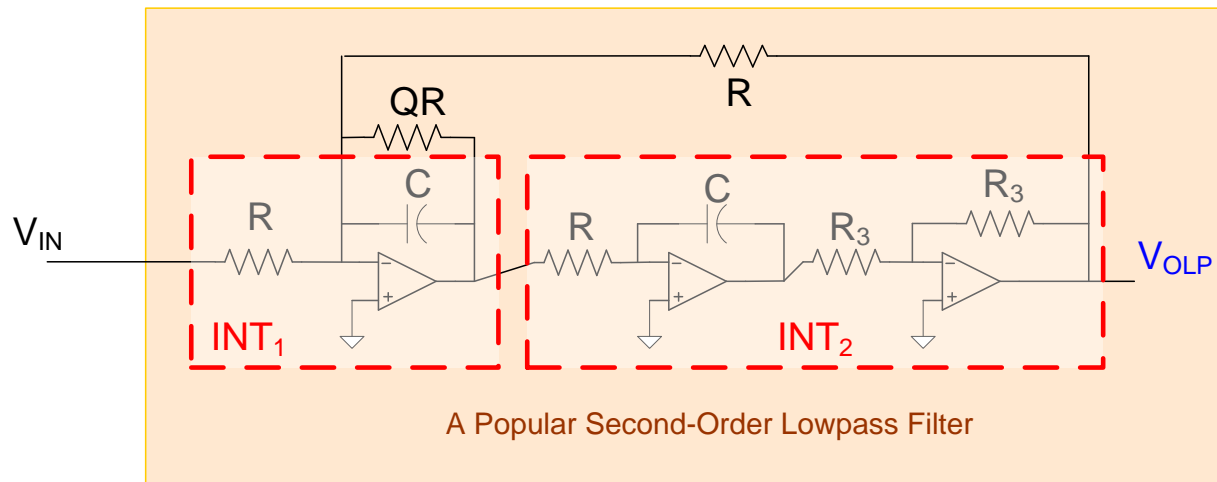 R
QR
C
C
R₃
R
R
R₃
V_IN
V_OLP
INT₁
INT₂
A Popular Second-Order Lowpass Filter